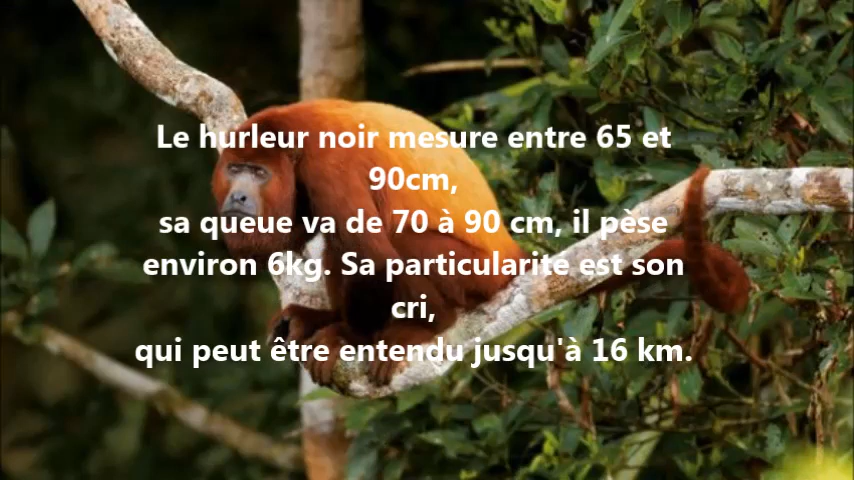 Le hurleur noir mesure entre 65 et
90cm,
sa queue va de 70 à 90 cm, il pèse
environ 6kg. Sa particularité est son
cri,
qui peut être entendu jusqu'à 16 km.